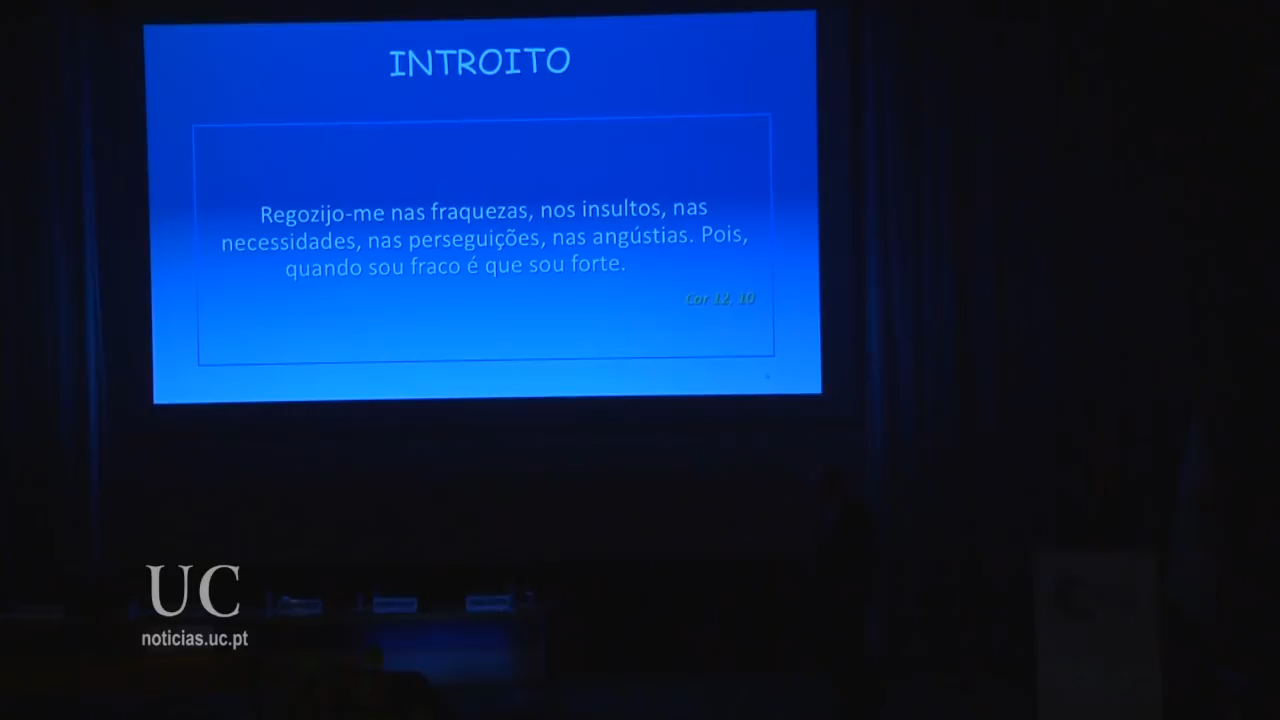 INTROITO
Regozijo-me nas fraquezas, nos insultos, nas
necessidades, nas perseguições, nas angústias. Pois,
quando sou fraco é que sou forte.
Cor 12, 10
UC
noticias.uc.pt